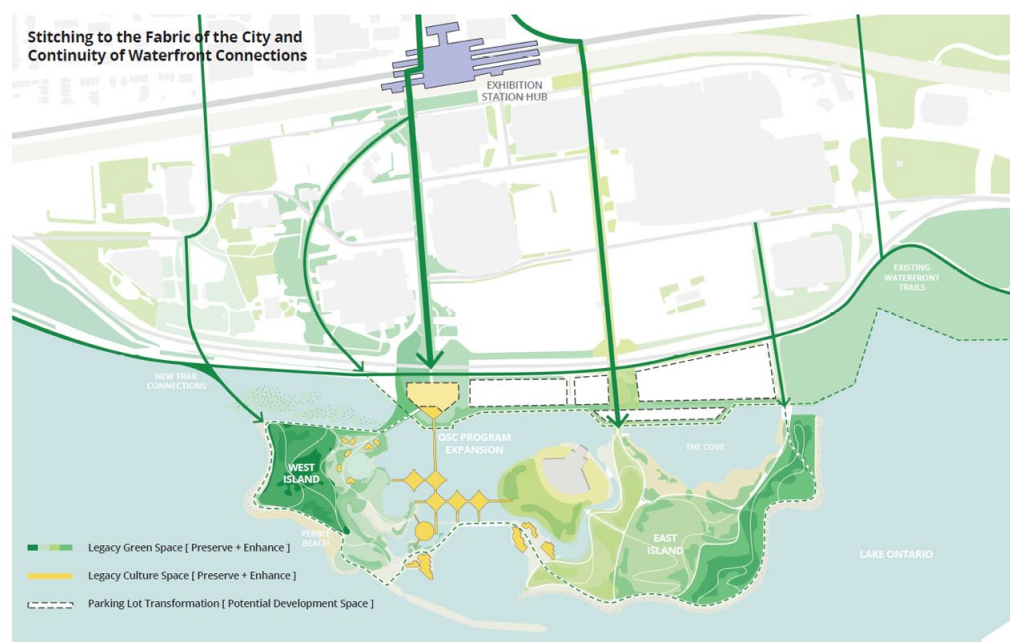 Stitching to the Fabric of the City and
Continuity of Waterfront Connections
EXHIBITION
STATION HUB
EXISTING
WATERFRONT
TRAILS
NEW TRAIL
CONNECTIONS
OSC PROGRAM
EXPANSION
THE COVE
WEST
ISLAND
PEBBLE
BEACH
EAST
ISLAND
LAKE ONTARIO
Legacy Green Space [ Preserve + Enhance ]
Legacy Culture Space [ Preserve + Enhance ]
Parking Lot Transformation [ Potential Development Space ]